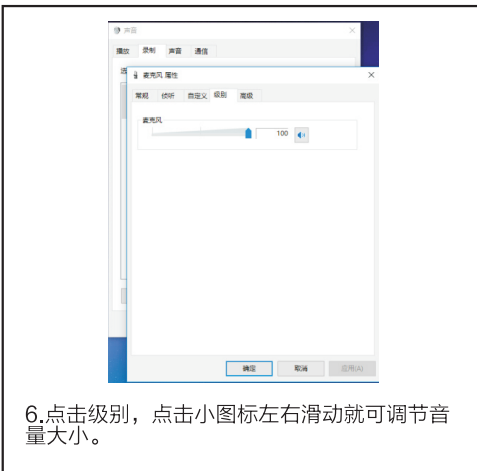 声音
播放 录制 声音 通信
麦克风 属性
常规 侦听 自定义 级别 高级
麦克风
100
确定 取消 应用(A)
6.点击级别，点击小图标左右滑动就可调节音
量大小。